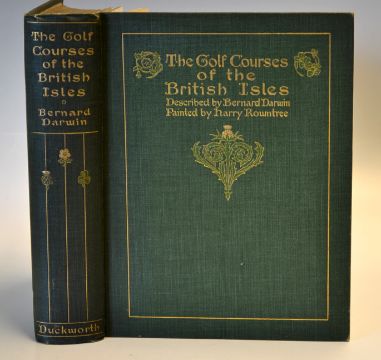 The Golf
Courses
of the
British
Isles
Bernard
Darwin
Duckworth
The Golf Courses
of the
British Isles
Described by Bernard Darwin
Painted by Harry Rountree